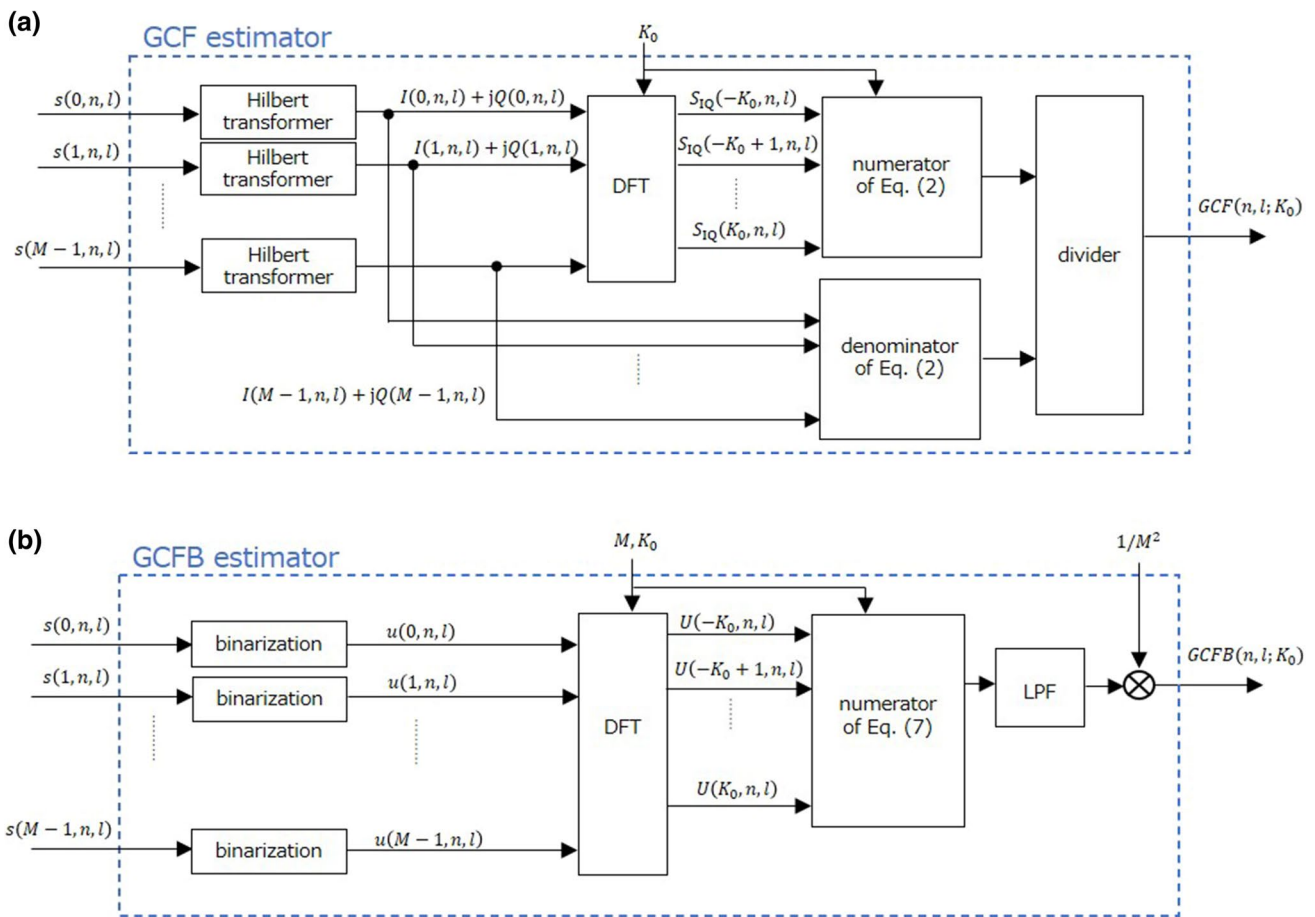 (a)
GCF estimator
K₀
s(0, n, l)
Hilbert
transformer
I(0, n, l) + jQ(0, n, l)
S_IQ(−K₀, n, l)
s(1, n, l)
Hilbert
transformer
I(1, n, l) + jQ(1, n, l)
S_IQ(−K₀ + 1, n, l)
DFT
numerator
of Eq. (2)
S_IQ(K₀, n, l)
s(M − 1, n, l)
Hilbert
transformer
divider
GCF(n, l; K₀)
denominator
of Eq. (2)
I(M − 1, n, l) + jQ(M − 1, n, l)
(b)
GCFB estimator
M, K₀
1/M²
s(0, n, l)
binarization
u(0, n, l)
U(−K₀, n, l)
s(1, n, l)
binarization
u(1, n, l)
U(−K₀ + 1, n, l)
DFT
numerator
of Eq. (7)
LPF
GCFB(n, l; K₀)
U(K₀, n, l)
s(M − 1, n, l)
binarization
u(M − 1, n, l)